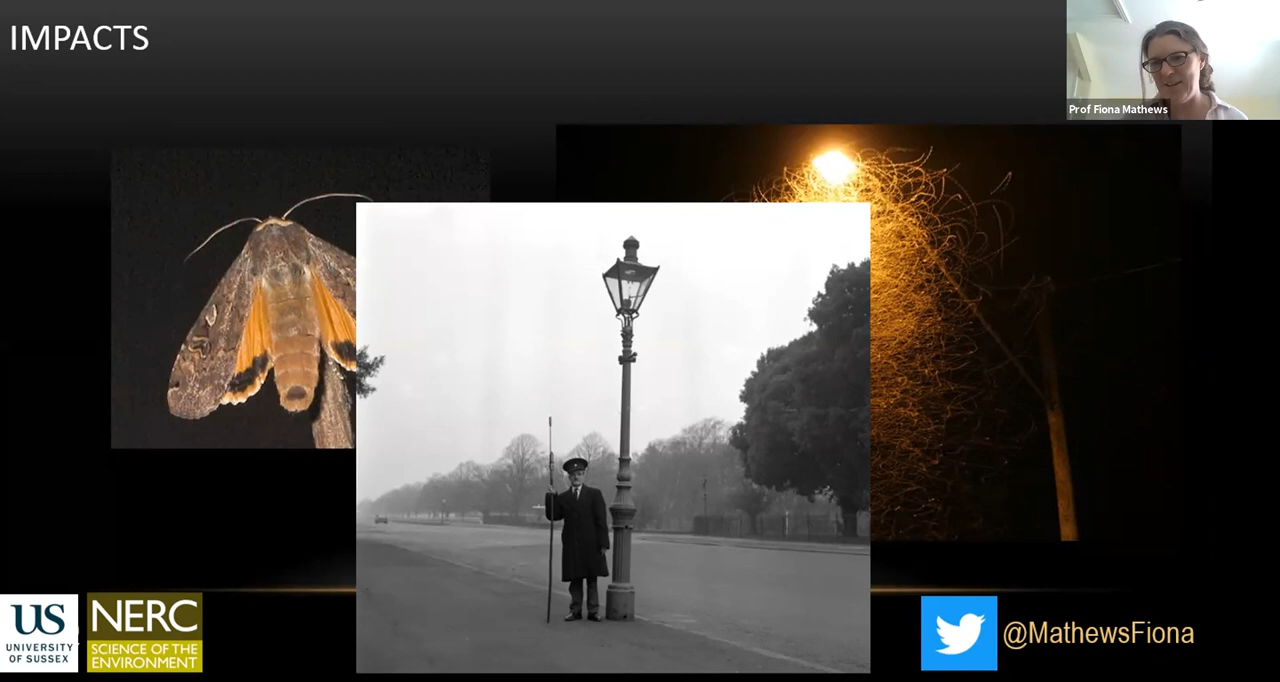 IMPACTS
Prof Fiona Mathews
US
UNIVERSITY
OF SUSSEX
NERC
SCIENCE OF THE
ENVIRONMENT
@MathewsFiona